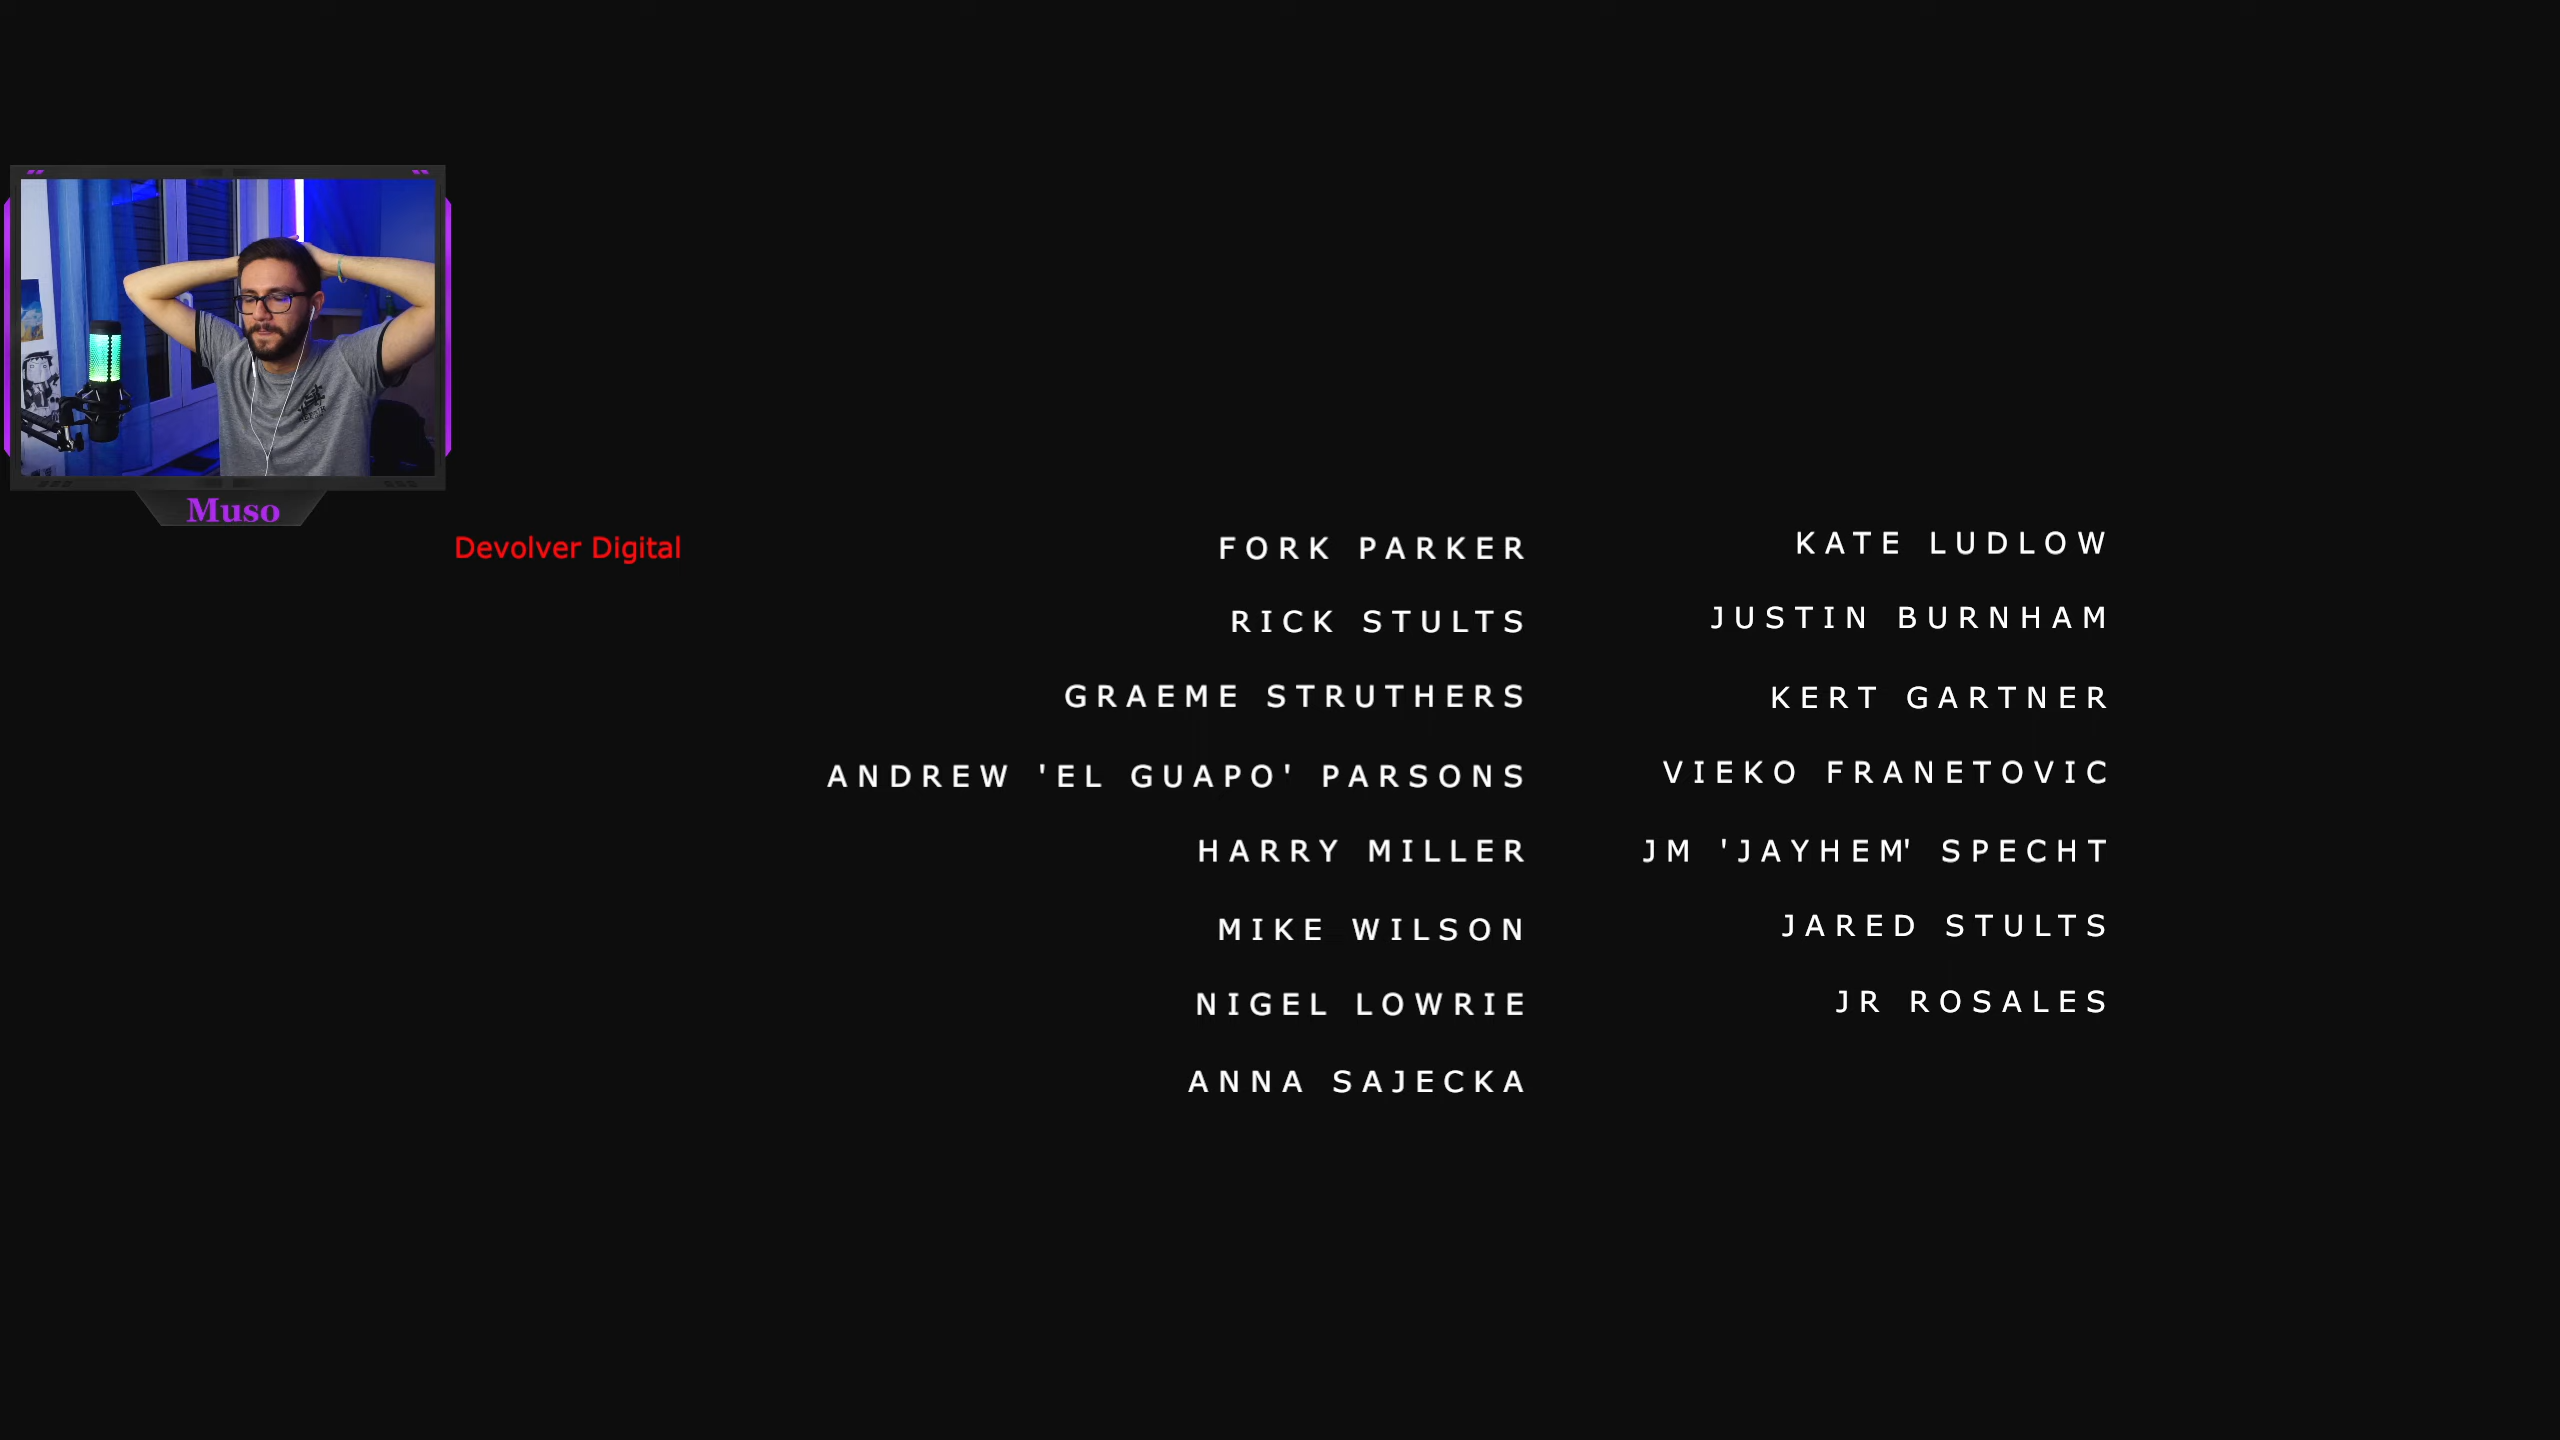 Muso
Devolver Digital
FORK PARKER
RICK STULTS
GRAEME STRUTHERS
ANDREW 'EL GUAPO' PARSONS
HARRY MILLER
MIKE WILSON
NIGEL LOWRIE
ANNA SAJECKA
KATE LUDLOW
JUSTIN BURNHAM
KERT GARTNER
VIEKO FRANETOVIC
JM 'JAYHEM' SPECHT
JARED STULTS
JR ROSALES